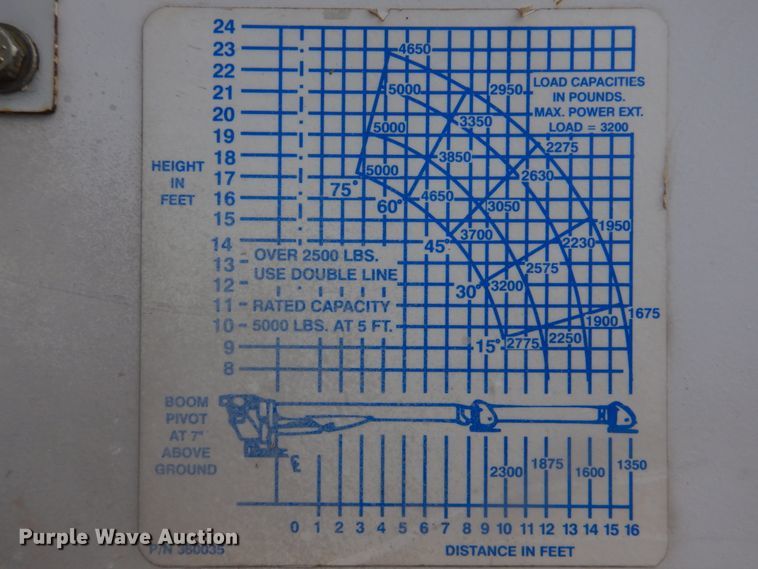 24
23
22
21
20
19
18
17
16
15
14
13
12
11
10
9
8
HEIGHT
IN
FEET
4650
5000
5000
5000
2950
3350
3850
4650
2275
2630
3050
3700
1950
2230
2575
3200
1675
1900
2250
2775
75°
60°
45°
30°
15°
LOAD CAPACITIES
IN POUNDS.
MAX. POWER EXT.
LOAD = 3200
OVER 2500 LBS.
USE DOUBLE LINE
RATED CAPACITY
5000 LBS. AT 5 FT.
BOOM
PIVOT
AT 7"
ABOVE
GROUND
2300 1875 1600 1350
0 1 2 3 4 5 6 7 8 9 10 11 12 13 14 15 16
DISTANCE IN FEET
P/N 360035
Purple Wave Auction